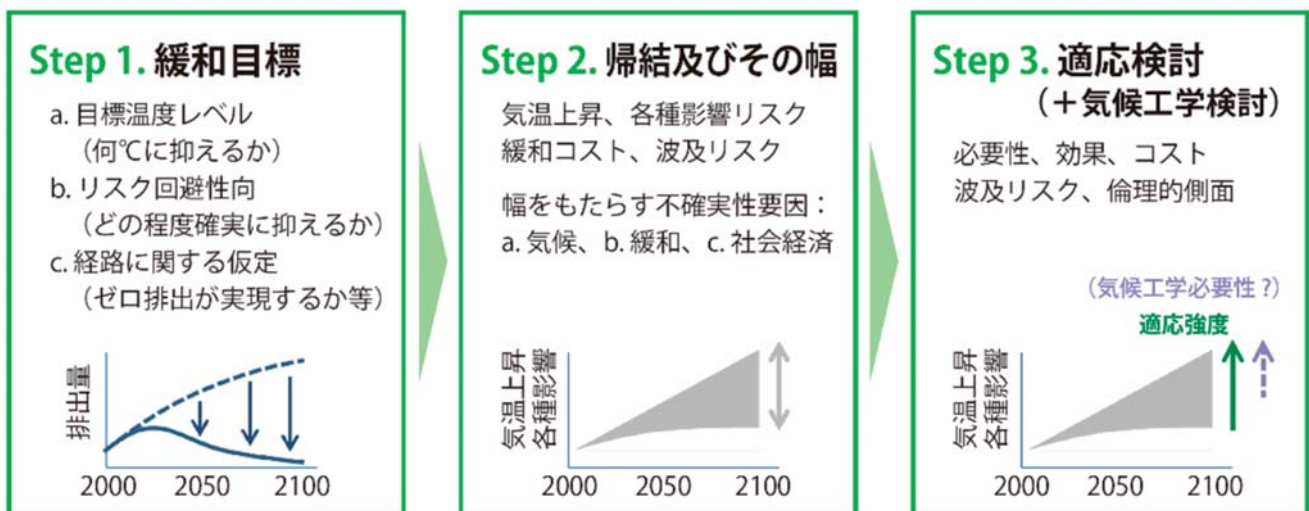 Step 1. 緩和目標
a. 目標温度レベル
（何℃に抑えるか）
b. リスク回避性向
（どの程度確実に抑えるか）
c. 経路に関する仮定
（ゼロ排出が実現するか等）
排出量
2000 2050 2100
Step 2. 帰結及びその幅
気温上昇、各種影響リスク
緩和コスト、波及リスク
幅をもたらす不確実性要因：
a. 気候、b. 緩和、c. 社会経済
気温上昇
各種影響
2000 2050 2100
Step 3. 適応検討
（＋気候工学検討）
必要性、効果、コスト
波及リスク、倫理的側面
（気候工学必要性 ?）
適応強度
気温上昇
各種影響
2000 2050 2100